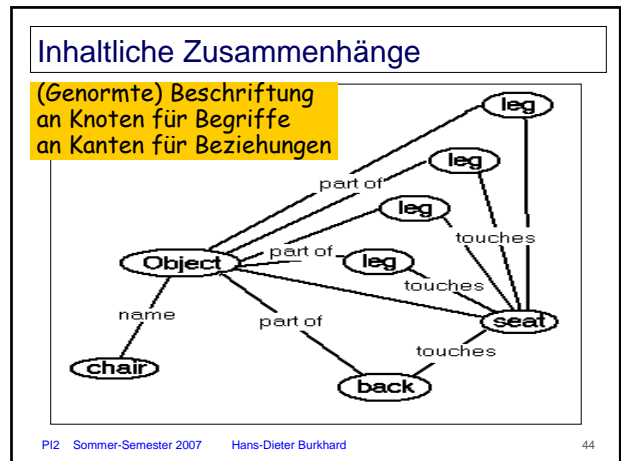 Inhaltliche Zusammenhänge
(Genormte) Beschriftung
an Knoten für Begriffe
an Kanten für Beziehungen
leg
leg
part of
leg
touches
Object
part of
leg
touches
name
part of
seat
touches
chair
back
PI2 Sommer-Semester 2007 Hans-Dieter Burkhard 44